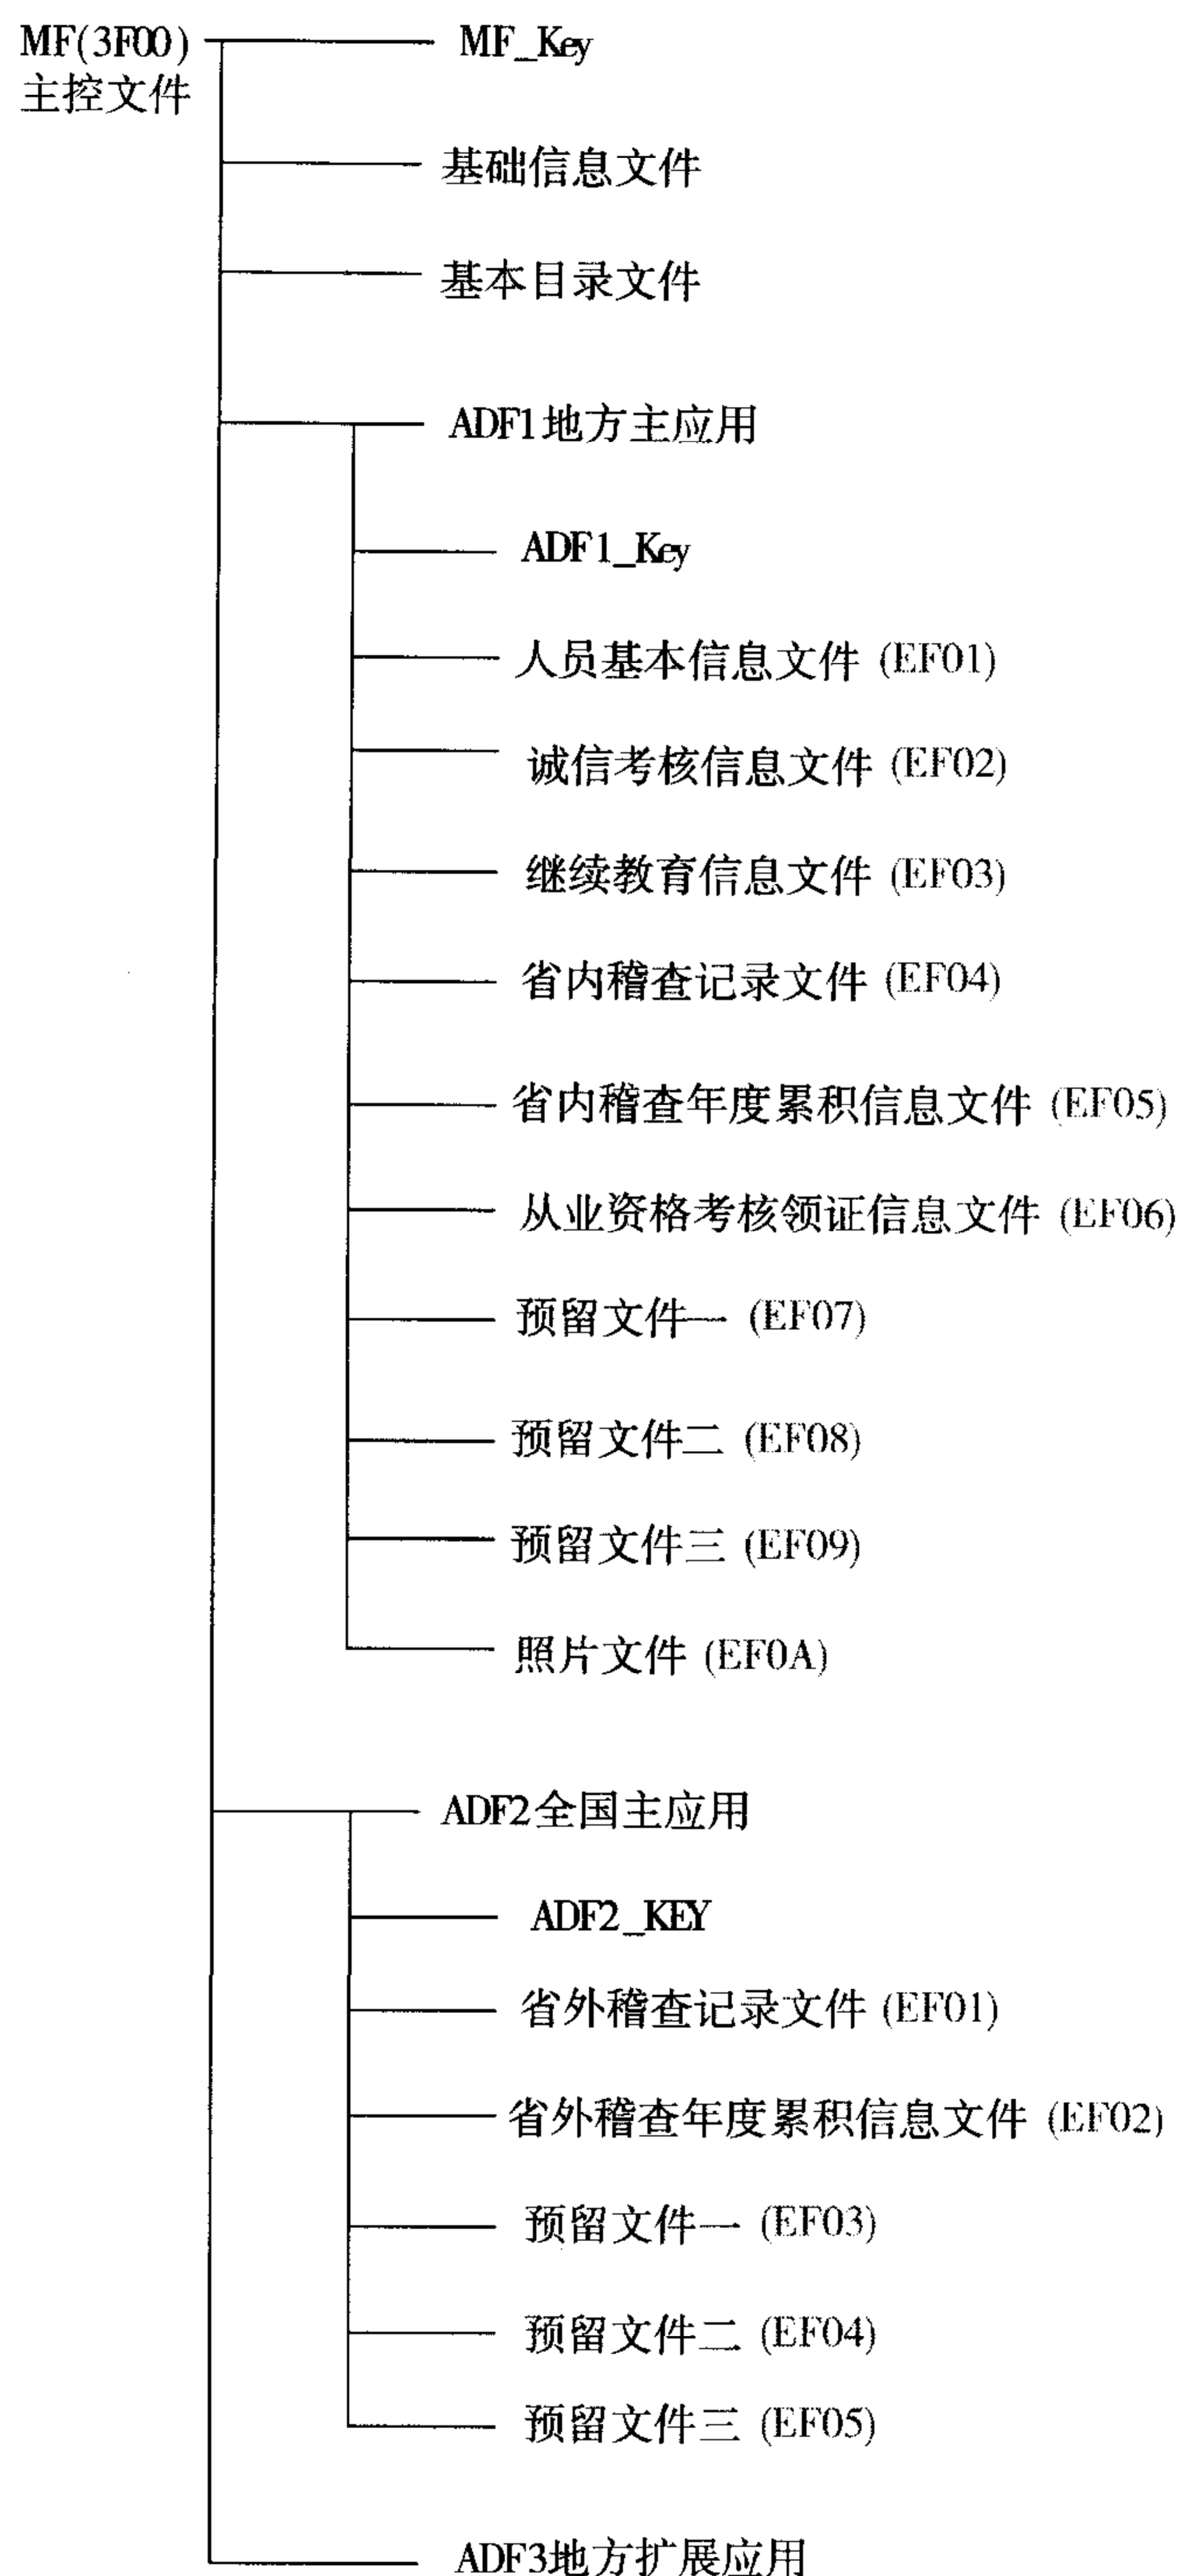 MF(3F00)
主控文件
MF_Key
基础信息文件
基本目录文件
ADF1地方主应用
ADF1_Key
人员基本信息文件 (EF01)
诚信考核信息文件 (EF02)
继续教育信息文件 (EF03)
省内稽查记录文件 (EF04)
省内稽查年度累积信息文件 (EF05)
从业资格考核领证信息文件 (EF06)
预留文件一 (EF07)
预留文件二 (EF08)
预留文件三 (EF09)
照片文件 (EF0A)
ADF2全国主应用
ADF2_KEY
省外稽查记录文件 (EF01)
省外稽查年度累积信息文件 (EF02)
预留文件一 (EF03)
预留文件二 (EF04)
预留文件三 (EF05)
ADF3地方扩展应用